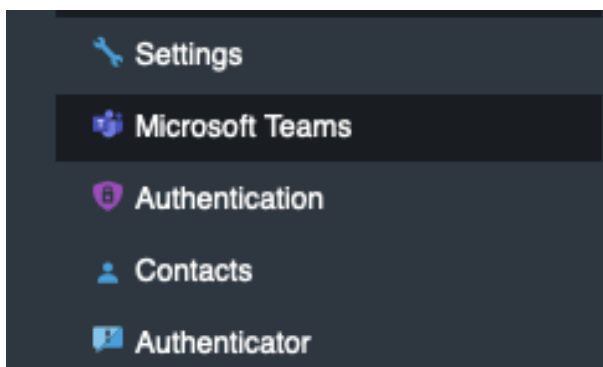 Settings
Microsoft Teams
Authentication
Contacts
Authenticator